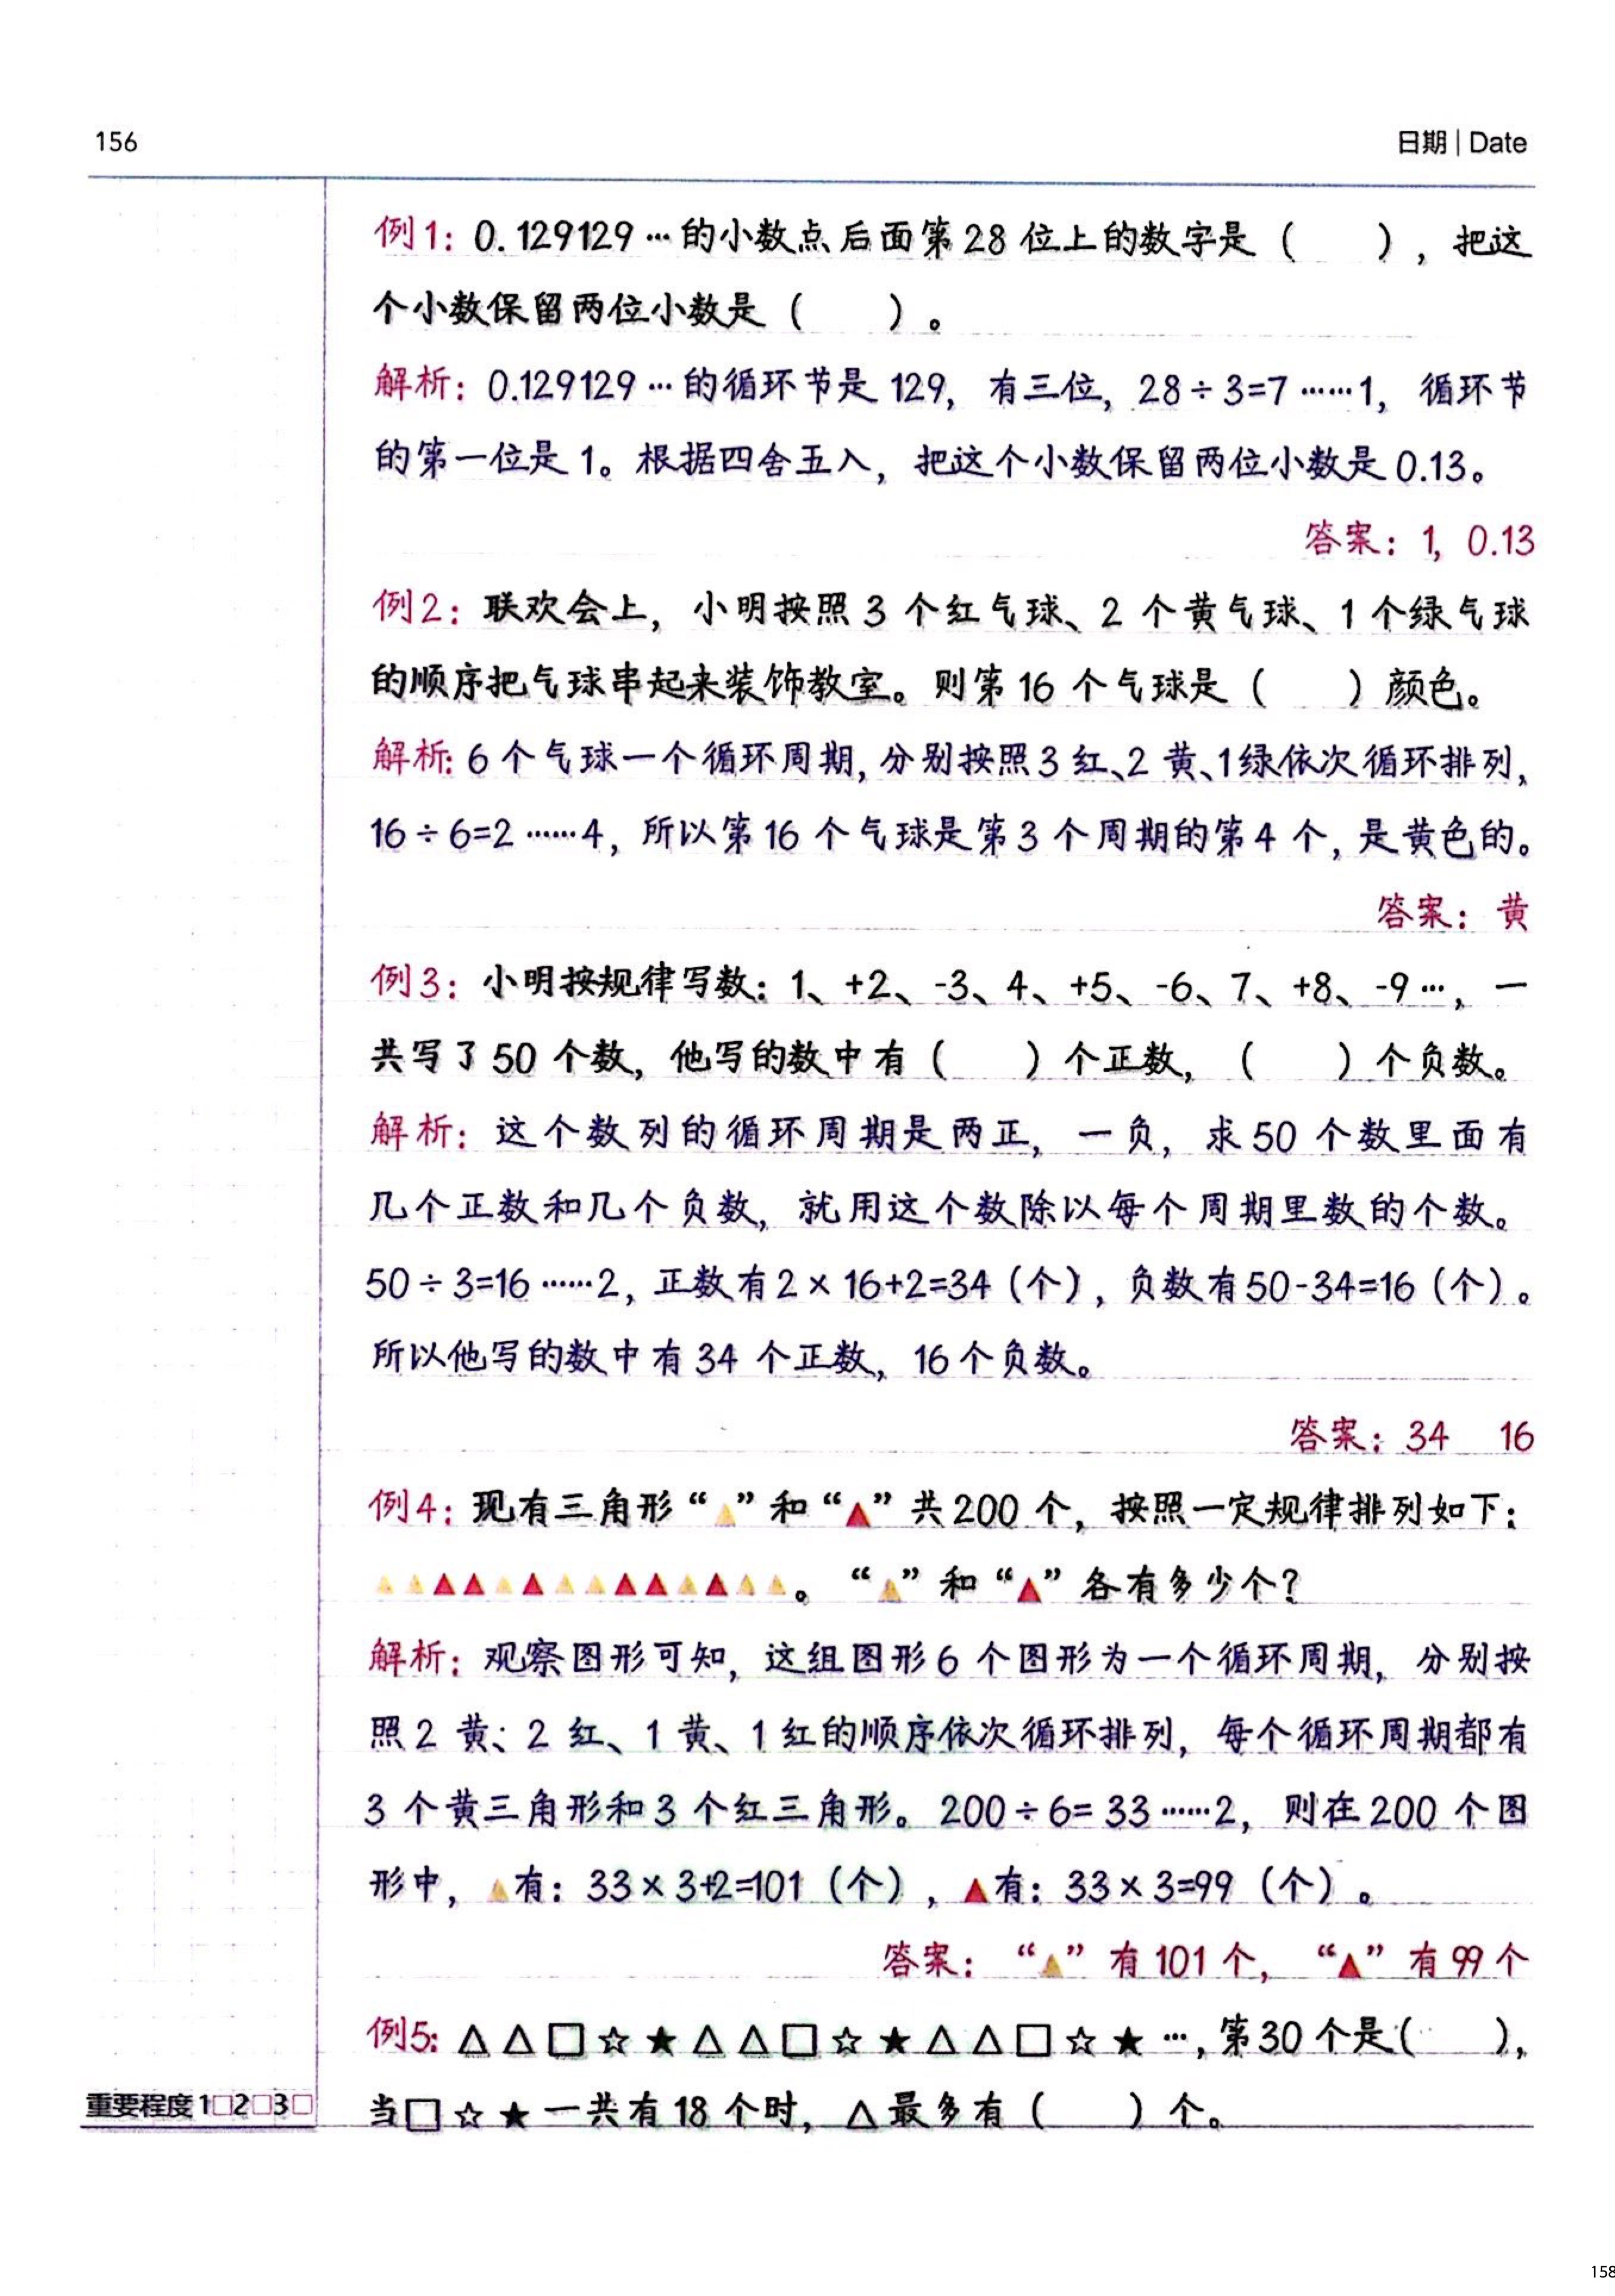 156
日期 | Date
例1：0.129129…的小数点后面第28位上的数字是（　　），把这
个小数保留两位小数是（　　）。
解析：0.129129…的循环节是129，有三位，28÷3=7……1，循环节
的第一位是1。根据四舍五入，把这个小数保留两位小数是0.13。
答案：1，0.13
例2：联欢会上，小明按照3个红气球、2个黄气球、1个绿气球
的顺序把气球串起来装饰教室。则第16个气球是（　　）颜色。
解析：6个气球一个循环周期，分别按照3红、2黄、1绿依次循环排列，
16÷6=2……4，所以第16个气球是第3个周期的第4个，是黄色的。
答案：黄
例3：小明按规律写数：1、+2、-3、4、+5、-6、7、+8、-9…，一
共写了50个数，他写的数中有（　　）个正数，（　　）个负数。
解析：这个数列的循环周期是两正，一负，求50个数里面有
几个正数和几个负数，就用这个数除以每个周期里数的个数。
50÷3=16……2，正数有2×16+2=34（个），负数有50-34=16（个）。
所以他写的数中有34个正数，16个负数。
答案：34　16
例4：现有三角形“▲”和“▲”共200个，按照一定规律排列如下：
▲▲▲▲▲▲▲▲▲▲▲▲▲▲。“▲”和“▲”各有多少个？
解析：观察图形可知，这组图形6个图形为一个循环周期，分别按
照2黄、2红、1黄、1红的顺序依次循环排列，每个循环周期都有
3个黄三角形和3个红三角形。200÷6=33……2，则在200个图
形中，▲有：33×3+2=101（个），▲有：33×3=99（个）。
答案：“▲”有101个，“▲”有99个
例5：△△□☆★△△□☆★△△□☆★…，第30个是（　　），
当□☆★一共有18个时，△最多有（　　）个。
重要程度1□2□3□
158